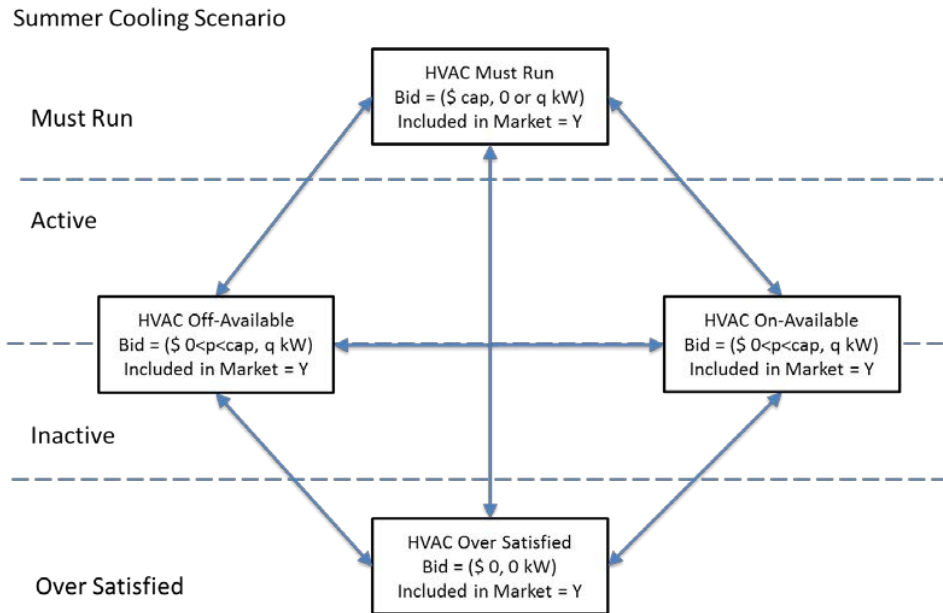 Summer Cooling Scenario
HVAC Must Run
Bid = ($ cap, 0 or q kW)
Included in Market = Y
Must Run
Active
HVAC Off-Available
Bid = ($ 0<p<cap, q kW)
Included in Market = Y
HVAC On-Available
Bid = ($ 0<p<cap, q kW)
Included in Market = Y
Inactive
HVAC Over Satisfied
Bid = ($ 0, 0 kW)
Included in Market = Y
Over Satisfied